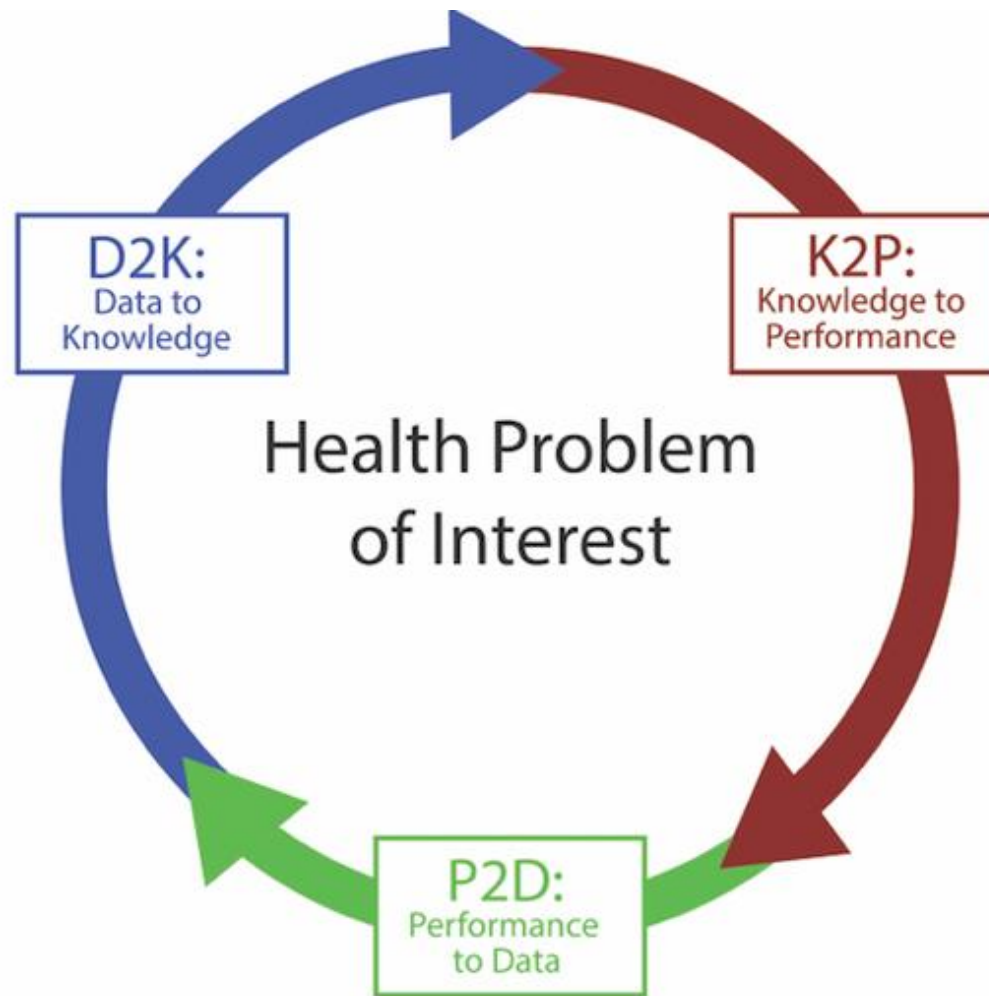 D2K:
Data to
Knowledge
K2P:
Knowledge to
Performance
Health Problem
of Interest
P2D:
Performance
to Data